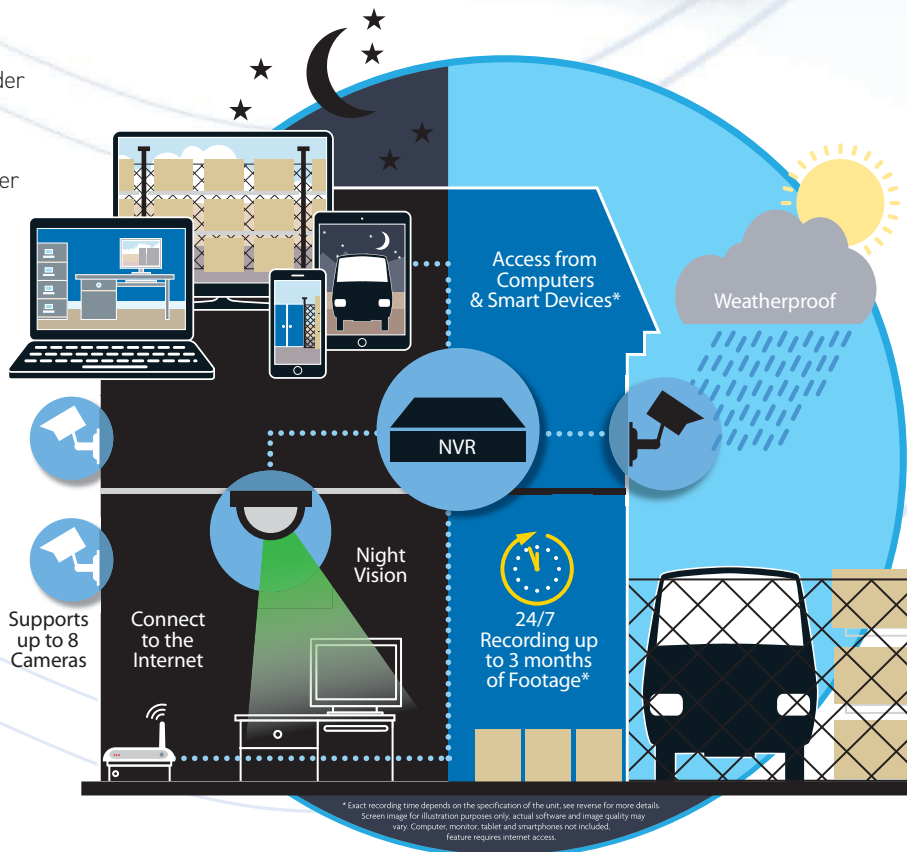 der
er
Access from
Computers
& Smart Devices*
Weatherproof
NVR
Night
Vision
Supports
up to 8
Cameras
Connect
to the
Internet
24/7
Recording up
to 3 months
of Footage*
* Exact recording time depends on the specification of the unit, see reverse for more details.
Screen image for illustration purposes only, actual software and image quality may
vary. Computer, monitor, tablet and smartphones not included,
feature requires internet access.